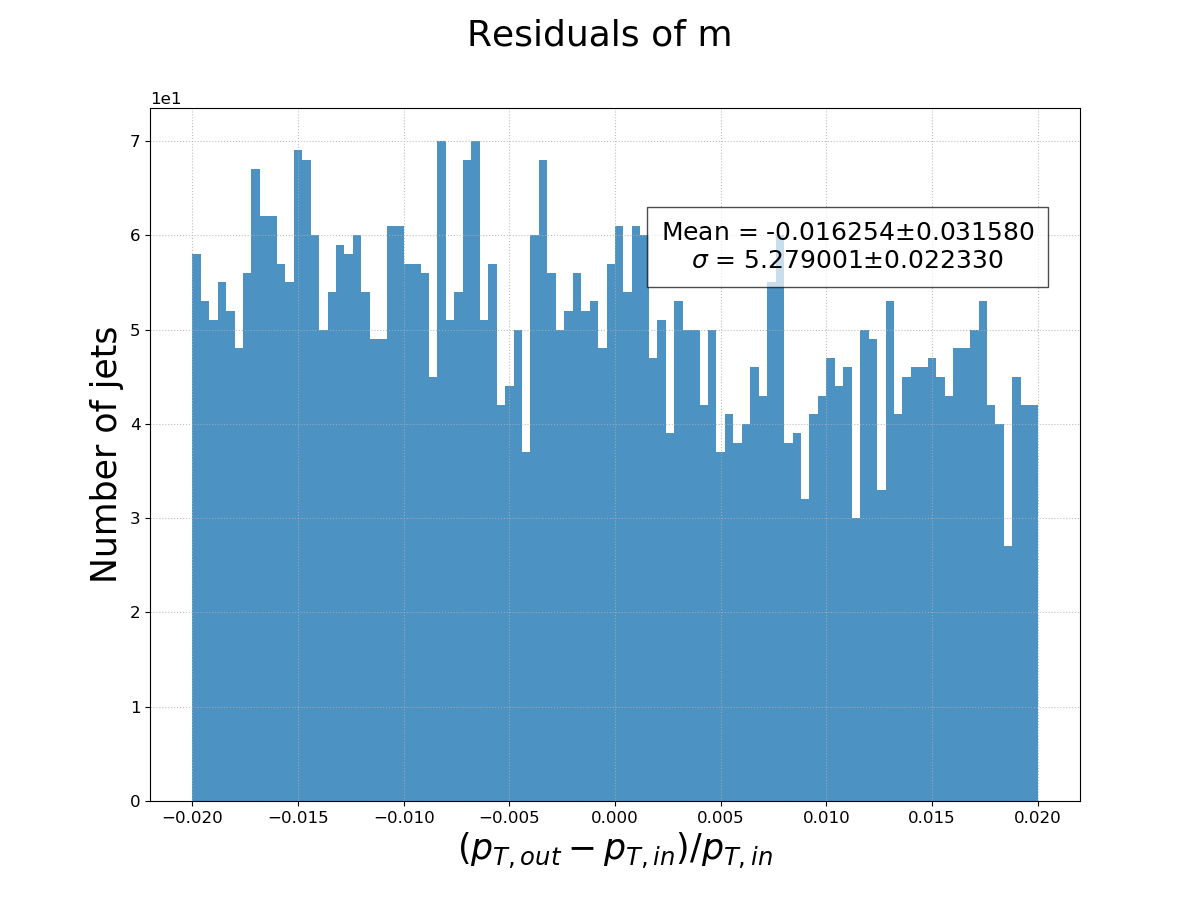 Residuals of m
1e1
7
6
5
4
3
2
1
0
Number of jets
Mean = -0.016254±0.031580
σ = 5.279001±0.022330
−0.020 −0.015 −0.010 −0.005 0.000 0.005 0.010 0.015 0.020
(p_{T, out} − p_{T, in})/p_{T, in}